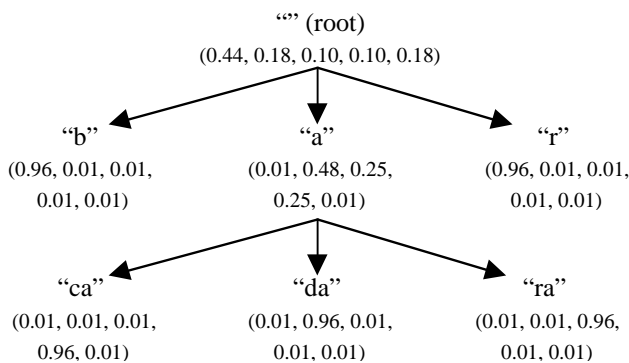 “” (root)
(0.44, 0.18, 0.10, 0.10, 0.18)
“b” “a” “r”
(0.96, 0.01, 0.01, (0.01, 0.48, 0.25, (0.96, 0.01, 0.01,
0.01, 0.01) 0.25, 0.01) 0.01, 0.01)
“ca” “da” “ra”
(0.01, 0.01, 0.01, (0.01, 0.96, 0.01, (0.01, 0.01, 0.96,
0.96, 0.01) 0.01, 0.01) 0.01, 0.01)